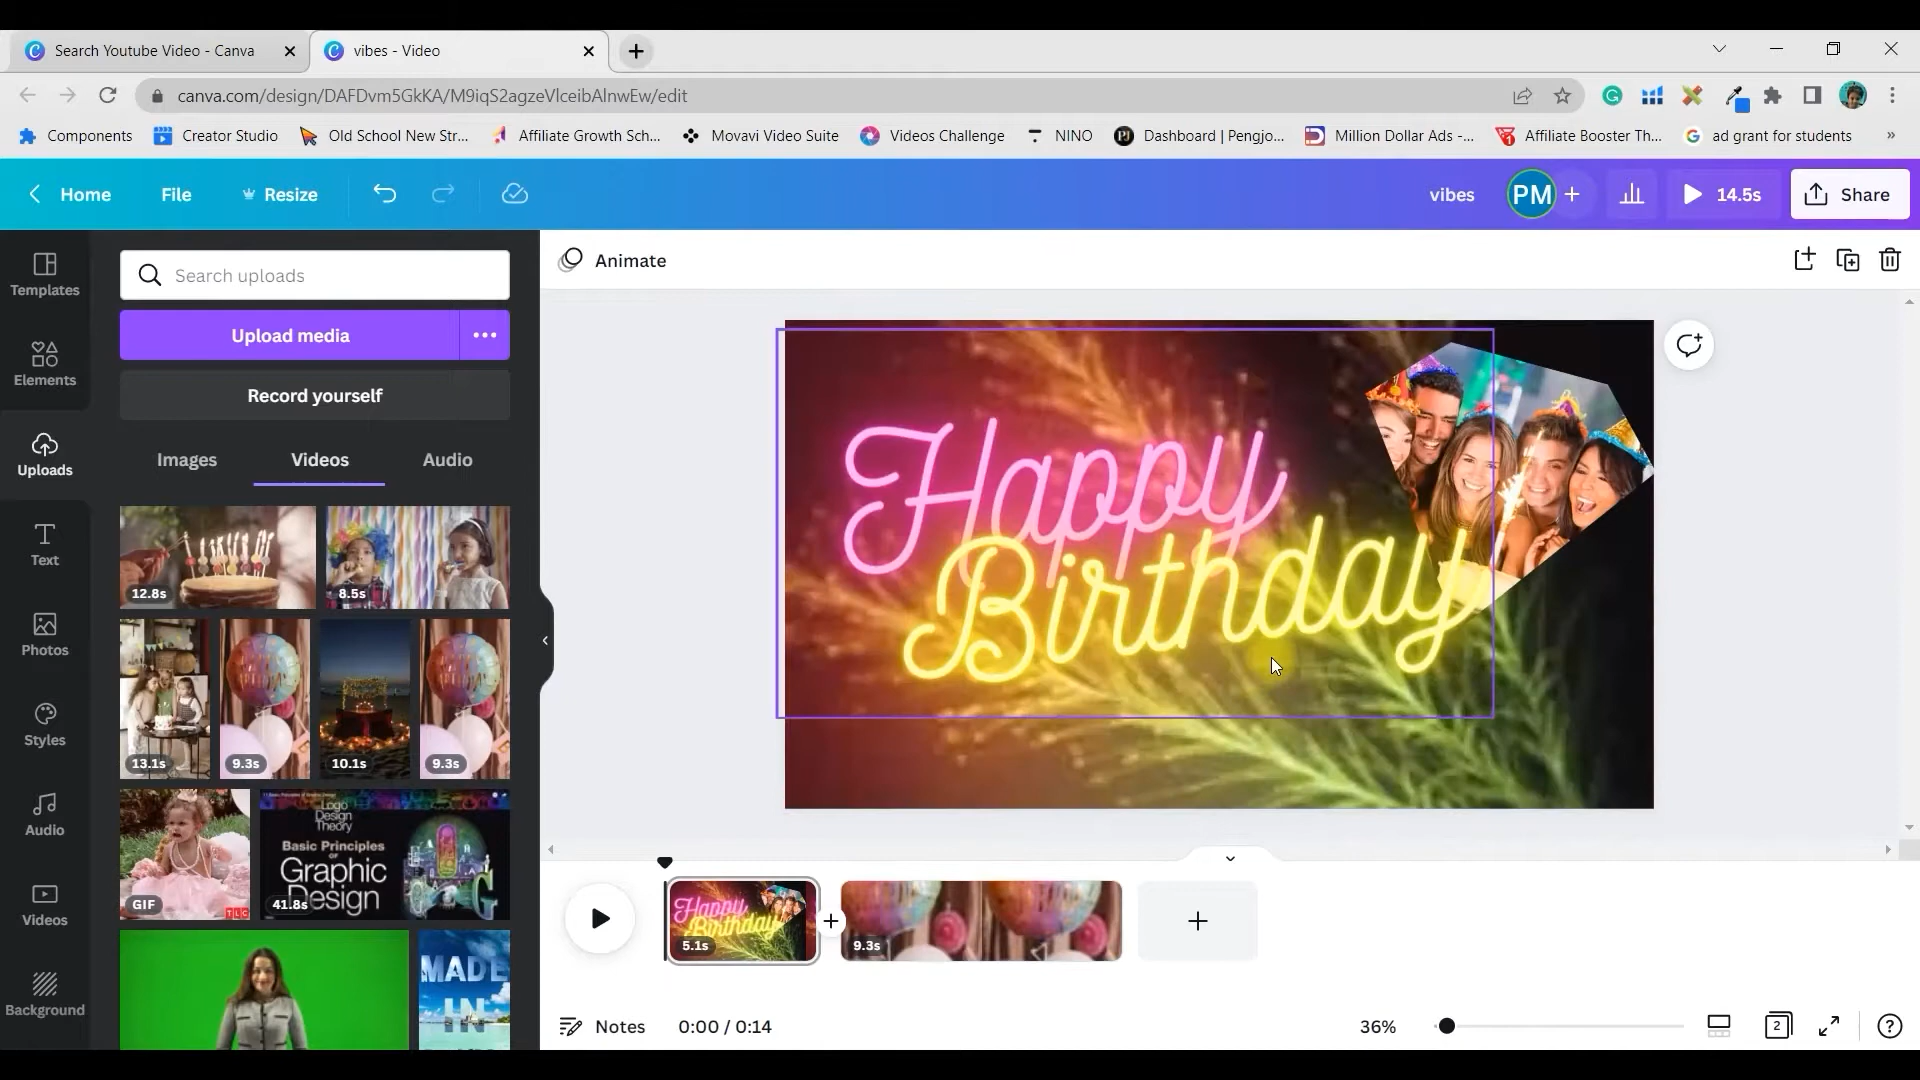 Search Youtube Video - Canva
vibes - Video
canva.com/design/DAFDvm5GkKA/M9iqS2agzeVlceibAlnwEw/edit
Components
Creator Studio
Old School New Str...
Affiliate Growth Sch...
Movavi Video Suite
Videos Challenge
NINO
Dashboard | Pengjo...
Million Dollar Ads -...
Affiliate Booster Th...
ad grant for students
»
Home
File
Resize
vibes
PM
14.5s
Share
Templates
Elements
Uploads
Text
Photos
Styles
Audio
Videos
Background
Search uploads
Upload media
Record yourself
Images
Videos
Audio
12.8s
8.5s
13.1s
9.3s
10.1s
9.3s
GIF
TLC
Logo
Design
Theory
Basic Principles
OF
Graphic
Design
41.8s
MADE
IN
Animate
Happy
Birthday
Happy
Birthday
5.1s
9.3s
Notes
0:00 / 0:14
36%
2